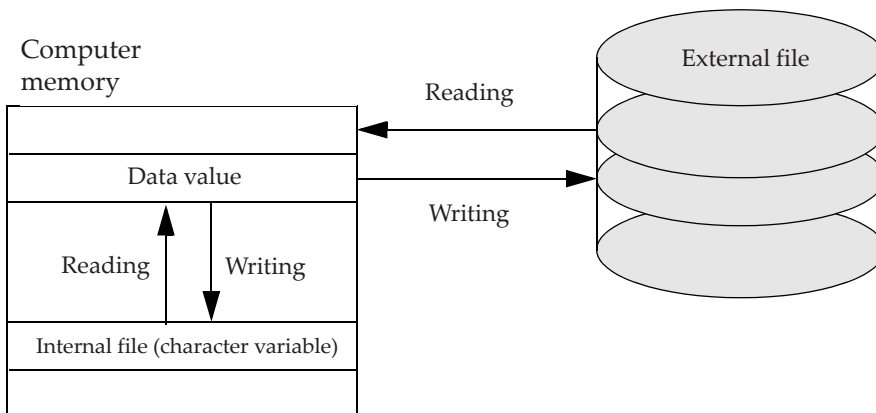 Computer
memory
External file
Reading
Data value
Writing
Reading
Writing
Internal file (character variable)